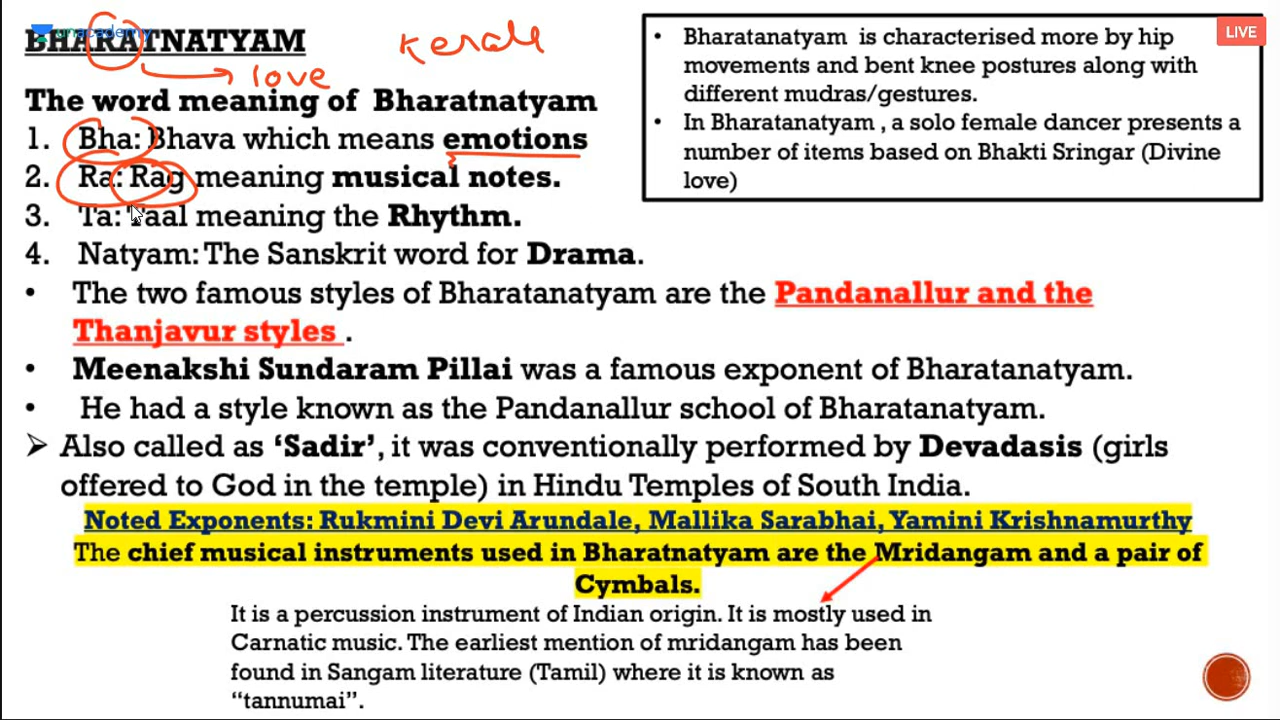 unacademy
BHARATNATYAM
Kerala
love
The word meaning of Bharatnatyam
1. Bha: Bhava which means emotions
2. Ra: Rag meaning musical notes.
3. Ta: Taal meaning the Rhythm.
4. Natyam: The Sanskrit word for Drama.
• The two famous styles of Bharatanatyam are the Pandanallur and the
Thanjavur styles .
• Meenakshi Sundaram Pillai was a famous exponent of Bharatanatyam.
• He had a style known as the Pandanallur school of Bharatanatyam.
➢ Also called as ‘Sadir’, it was conventionally performed by Devadasis (girls
offered to God in the temple) in Hindu Temples of South India.
Noted Exponents: Rukmini Devi Arundale, Mallika Sarabhai, Yamini Krishnamurthy
The chief musical instruments used in Bharatnatyam are the Mridangam and a pair of
Cymbals.
It is a percussion instrument of Indian origin. It is mostly used in
Carnatic music. The earliest mention of mridangam has been
found in Sangam literature (Tamil) where it is known as
“tannumai”.
• Bharatanatyam is characterised more by hip
movements and bent knee postures along with
different mudras/gestures.
• In Bharatanatyam , a solo female dancer presents a
number of items based on Bhakti Sringar (Divine
love)
LIVE